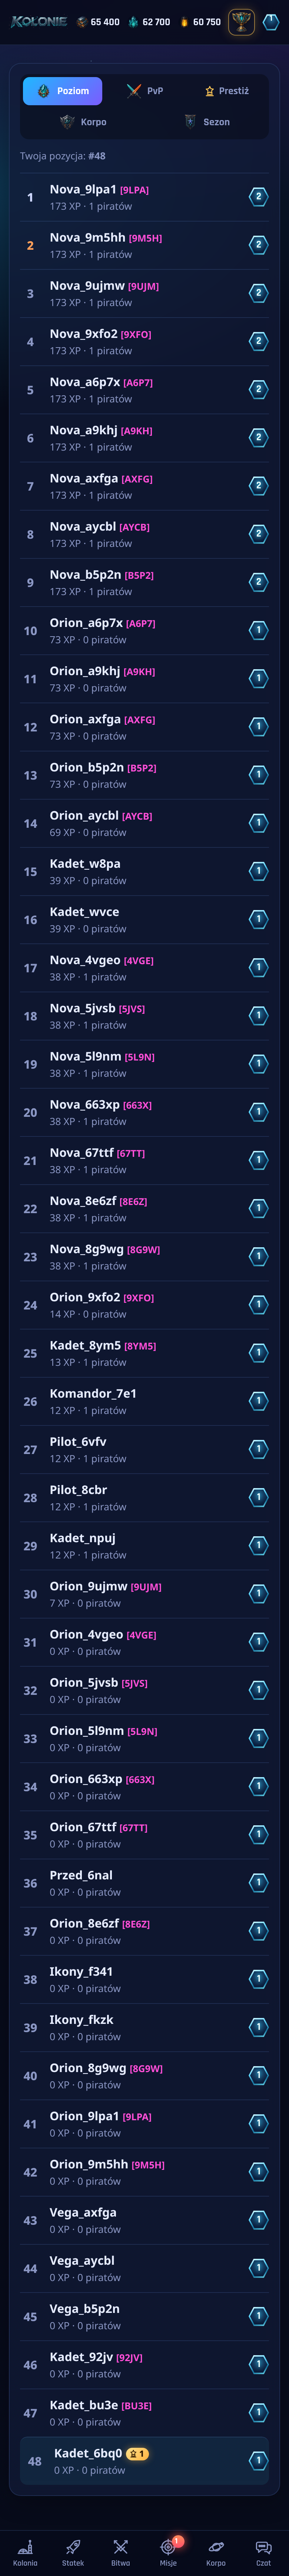 KOLONIE 65 400 62 700 60 750 1
Poziom PvP Prestiż
Korpo Sezon
Twoja pozycja: #48
1 Nova_9lpa1 [9LPA] 2
173 XP · 1 piratów
2 Nova_9m5hh [9M5H] 2
173 XP · 1 piratów
3 Nova_9ujmw [9UJM] 2
173 XP · 1 piratów
4 Nova_9xfo2 [9XFO] 2
173 XP · 1 piratów
5 Nova_a6p7x [A6P7] 2
173 XP · 1 piratów
6 Nova_a9khj [A9KH] 2
173 XP · 1 piratów
7 Nova_axfga [AXFG] 2
173 XP · 1 piratów
8 Nova_aycbl [AYCB] 2
173 XP · 1 piratów
9 Nova_b5p2n [B5P2] 2
173 XP · 1 piratów
10 Orion_a6p7x [A6P7] 1
73 XP · 0 piratów
11 Orion_a9khj [A9KH] 1
73 XP · 0 piratów
12 Orion_axfga [AXFG] 1
73 XP · 0 piratów
13 Orion_b5p2n [B5P2] 1
73 XP · 0 piratów
14 Orion_aycbl [AYCB] 1
69 XP · 0 piratów
15 Kadet_w8pa 1
39 XP · 0 piratów
16 Kadet_wvce 1
39 XP · 0 piratów
17 Nova_4vgeo [4VGE] 1
38 XP · 1 piratów
18 Nova_5jvsb [5JVS] 1
38 XP · 1 piratów
19 Nova_5l9nm [5L9N] 1
38 XP · 1 piratów
20 Nova_663xp [663X] 1
38 XP · 1 piratów
21 Nova_67ttf [67TT] 1
38 XP · 1 piratów
22 Nova_8e6zf [8E6Z] 1
38 XP · 1 piratów
23 Nova_8g9wg [8G9W] 1
38 XP · 1 piratów
24 Orion_9xfo2 [9XFO] 1
14 XP · 0 piratów
25 Kadet_8ym5 [8YM5] 1
13 XP · 1 piratów
26 Komandor_7e1 1
12 XP · 1 piratów
27 Pilot_6vfv 1
12 XP · 1 piratów
28 Pilot_8cbr 1
12 XP · 1 piratów
29 Kadet_npuj 1
12 XP · 1 piratów
30 Orion_9ujmw [9UJM] 1
7 XP · 0 piratów
31 Orion_4vgeo [4VGE] 1
0 XP · 0 piratów
32 Orion_5jvsb [5JVS] 1
0 XP · 0 piratów
33 Orion_5l9nm [5L9N] 1
0 XP · 0 piratów
34 Orion_663xp [663X] 1
0 XP · 0 piratów
35 Orion_67ttf [67TT] 1
0 XP · 0 piratów
36 Przed_6nal 1
0 XP · 0 piratów
37 Orion_8e6zf [8E6Z] 1
0 XP · 0 piratów
38 Ikony_f341 1
0 XP · 0 piratów
39 Ikony_fkzk 1
0 XP · 0 piratów
40 Orion_8g9wg [8G9W] 1
0 XP · 0 piratów
41 Orion_9lpa1 [9LPA] 1
0 XP · 0 piratów
42 Orion_9m5hh [9M5H] 1
0 XP · 0 piratów
43 Vega_axfga 1
0 XP · 0 piratów
44 Vega_aycbl 1
0 XP · 0 piratów
45 Vega_b5p2n 1
0 XP · 0 piratów
46 Kadet_92jv [92JV] 1
0 XP · 0 piratów
47 Kadet_bu3e [BU3E] 1
0 XP · 0 piratów
48 Kadet_6bq0 1 1
0 XP · 0 piratów
1
Kolonia Statek Bitwa Misje Korpo Czat